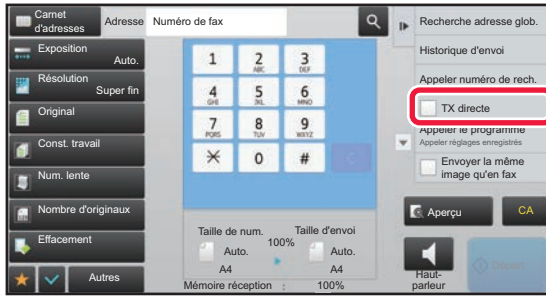 Carnet
d'adresses
Adresse
Numéro de fax
Exposition
Auto.
Résolution
Super fin
Original
Const. travail
Num. lente
Nombre d'originaux
Effacement
Autres
1
2
ABC
3
DEF
4
GHI
5
JKL
6
MNO
7
PQRS
8
TUV
9
WXYZ
0
#
C
Taille de num.
100%
Taille d'envoi
Auto.
Auto.
A4
A4
Mémoire réception : 100%
Recherche adresse glob.
Historique d'envoi
Appeler numéro de rech.
TX directe
Appeler le programme
Appeler réglages enregistrés
Envoyer la même
image qu'en fax
Aperçu
CA
Haut-
parleur
Départ